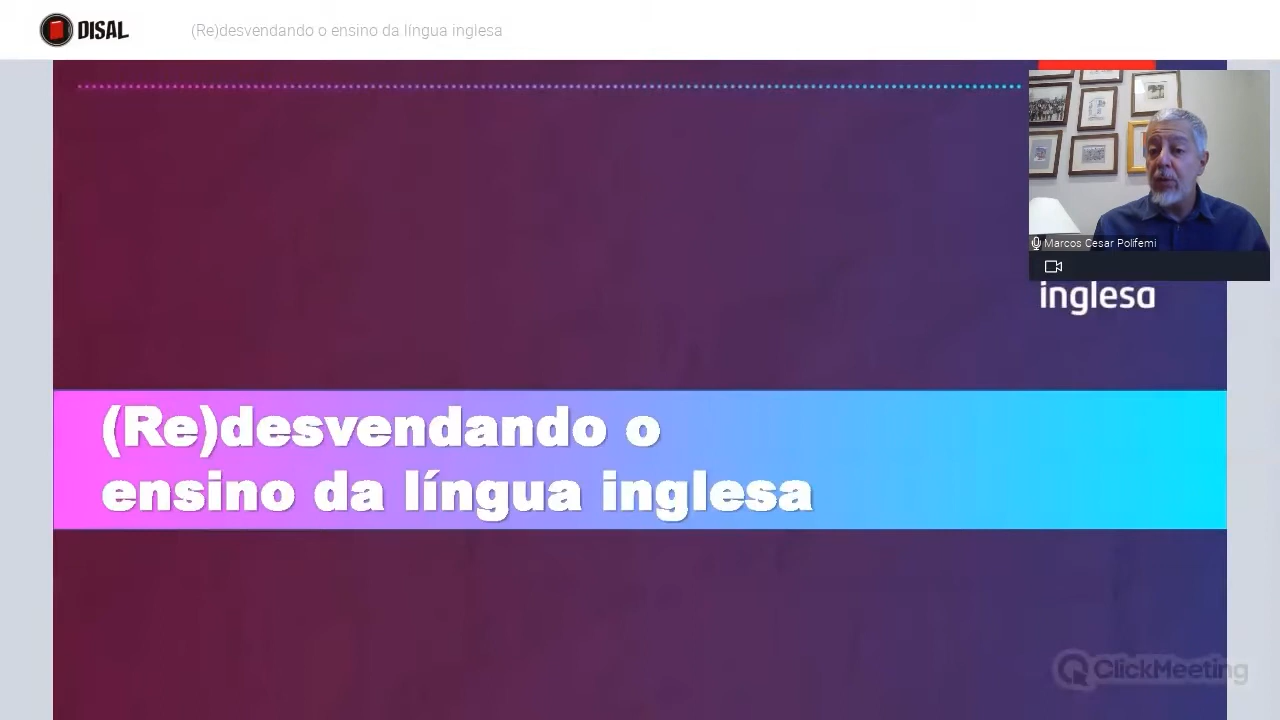 DISAL
(Re)desvendando o ensino da língua inglesa
Marcos Cesar Polifemi
inglesa
(Re)desvendando o
ensino da língua inglesa
ClickMeeting